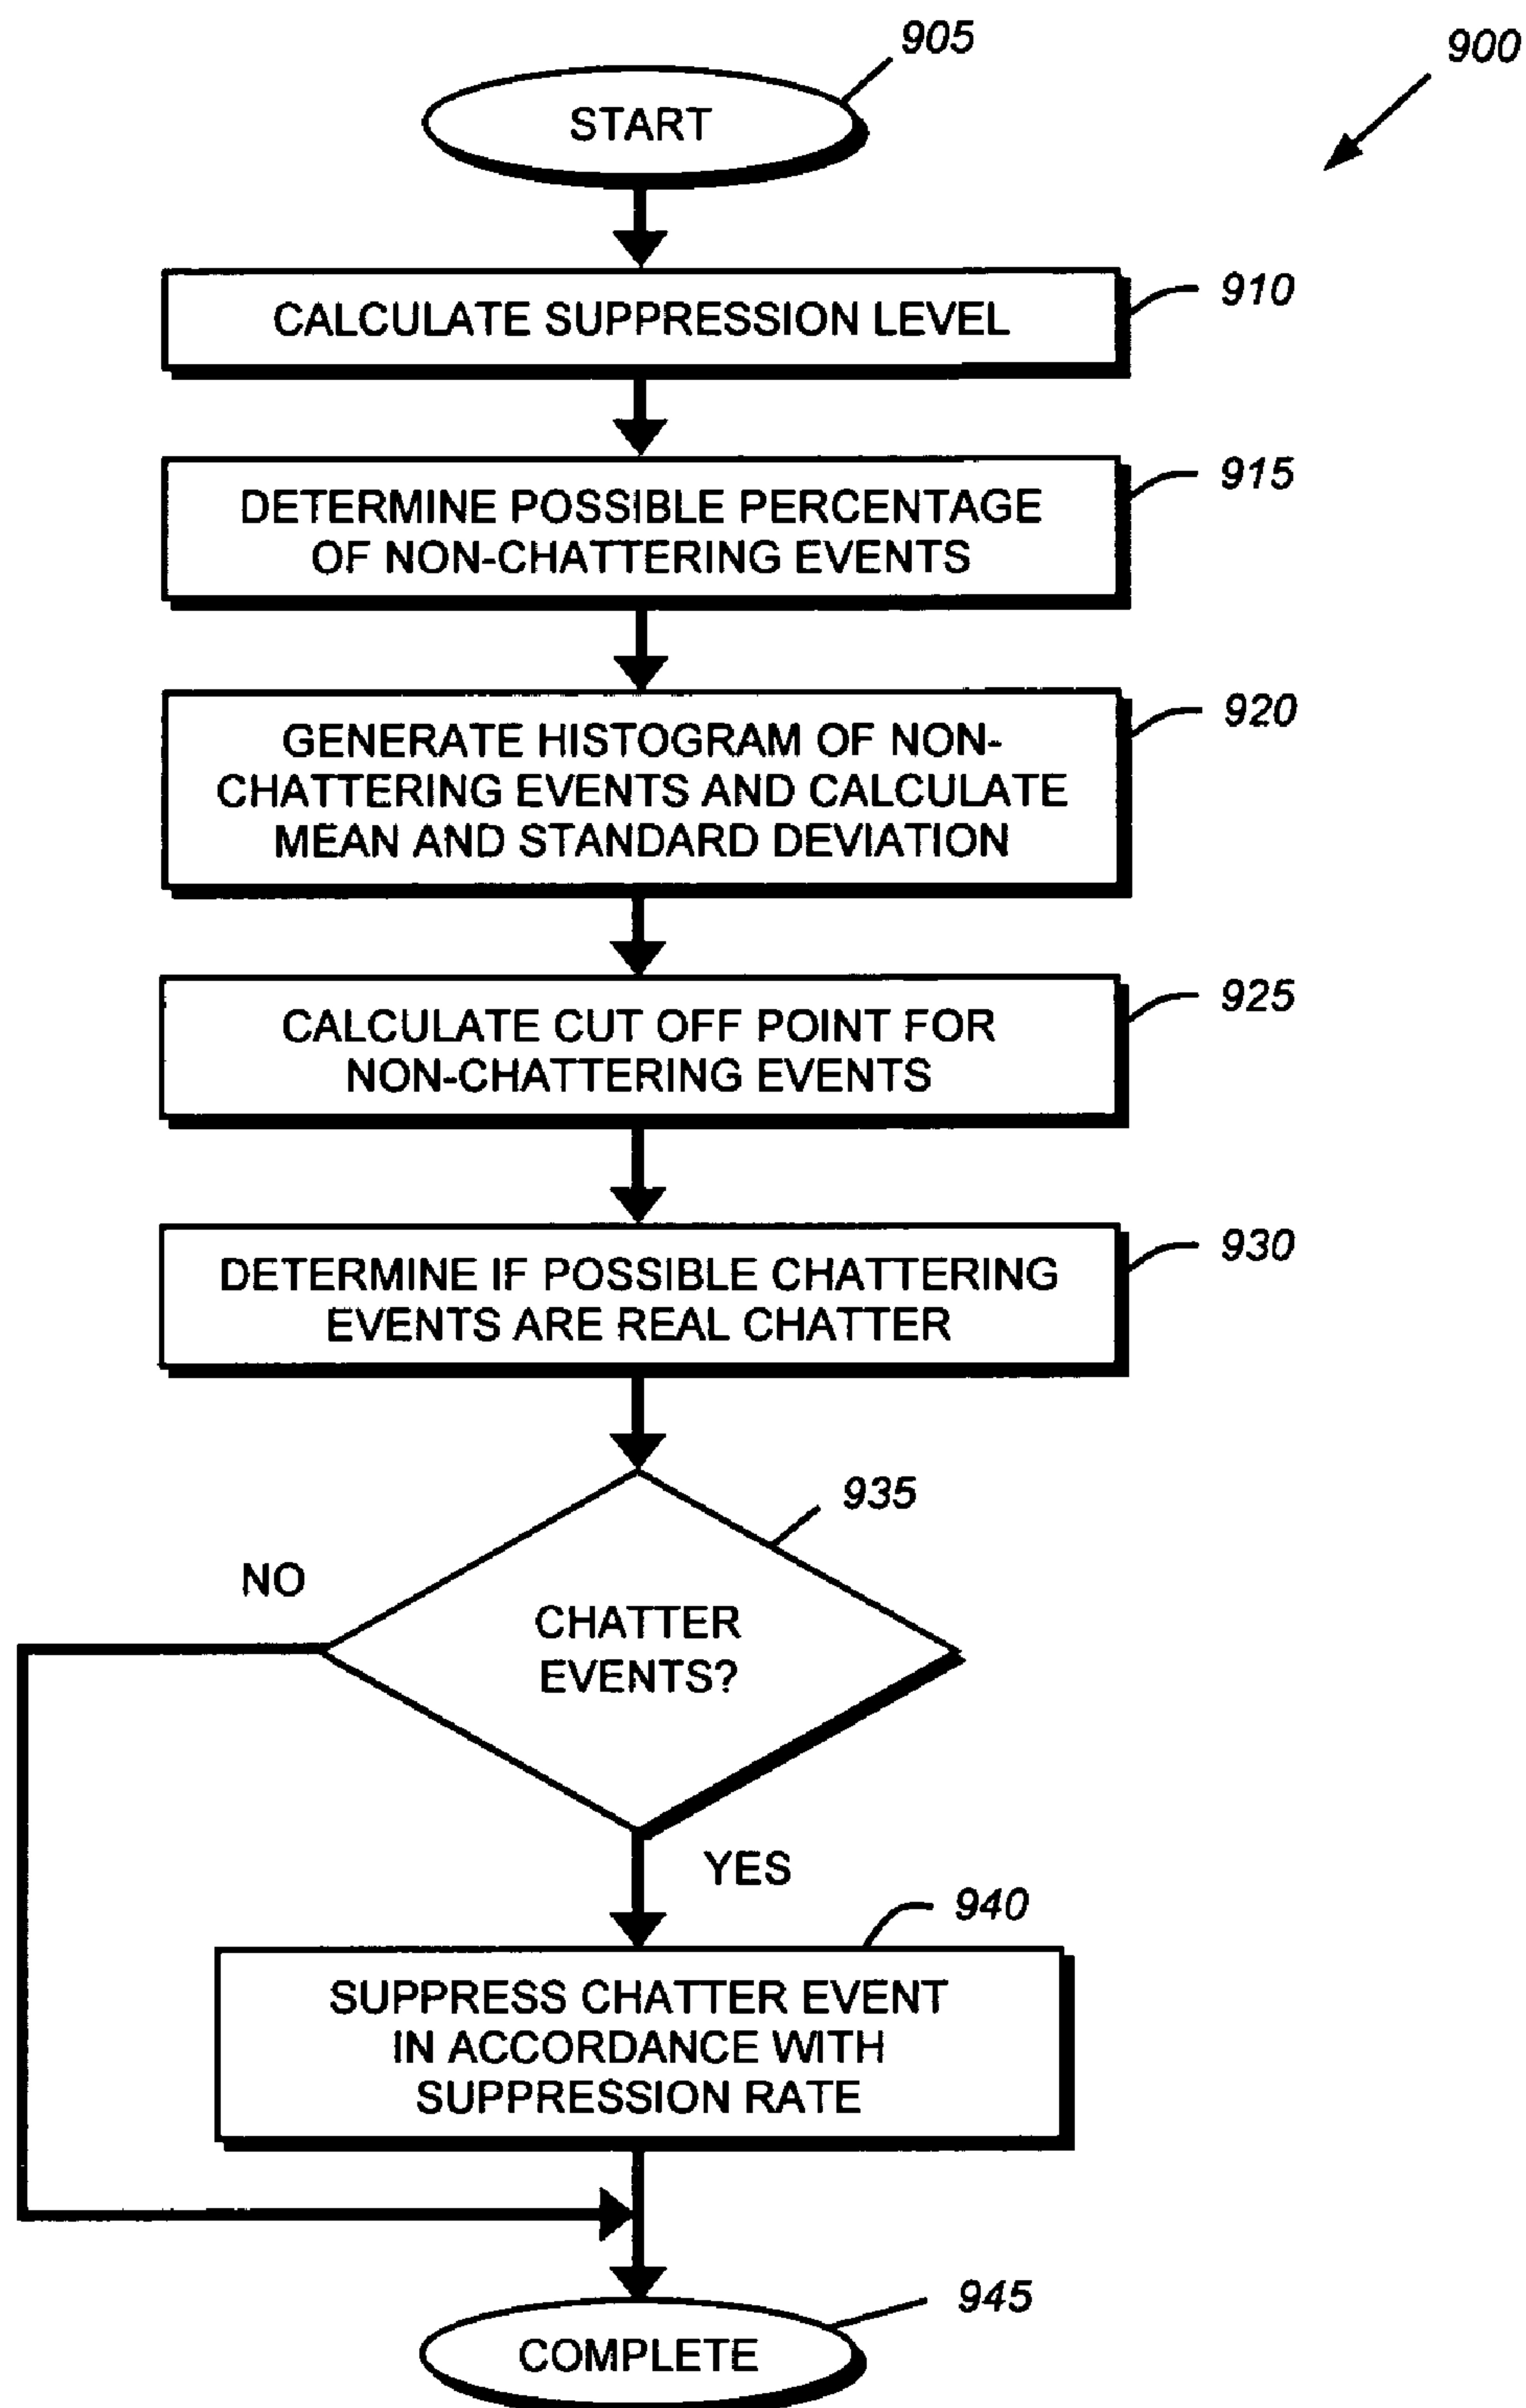 905
900
START
CALCULATE SUPPRESSION LEVEL
910
DETERMINE POSSIBLE PERCENTAGE
OF NON-CHATTERING EVENTS
915
GENERATE HISTOGRAM OF NON-
CHATTERING EVENTS AND CALCULATE
MEAN AND STANDARD DEVIATION
920
CALCULATE CUT OFF POINT FOR
NON-CHATTERING EVENTS
925
DETERMINE IF POSSIBLE CHATTERING
EVENTS ARE REAL CHATTER
930
935
NO
CHATTER
EVENTS?
YES
940
SUPPRESS CHATTER EVENT
IN ACCORDANCE WITH
SUPPRESSION RATE
945
COMPLETE